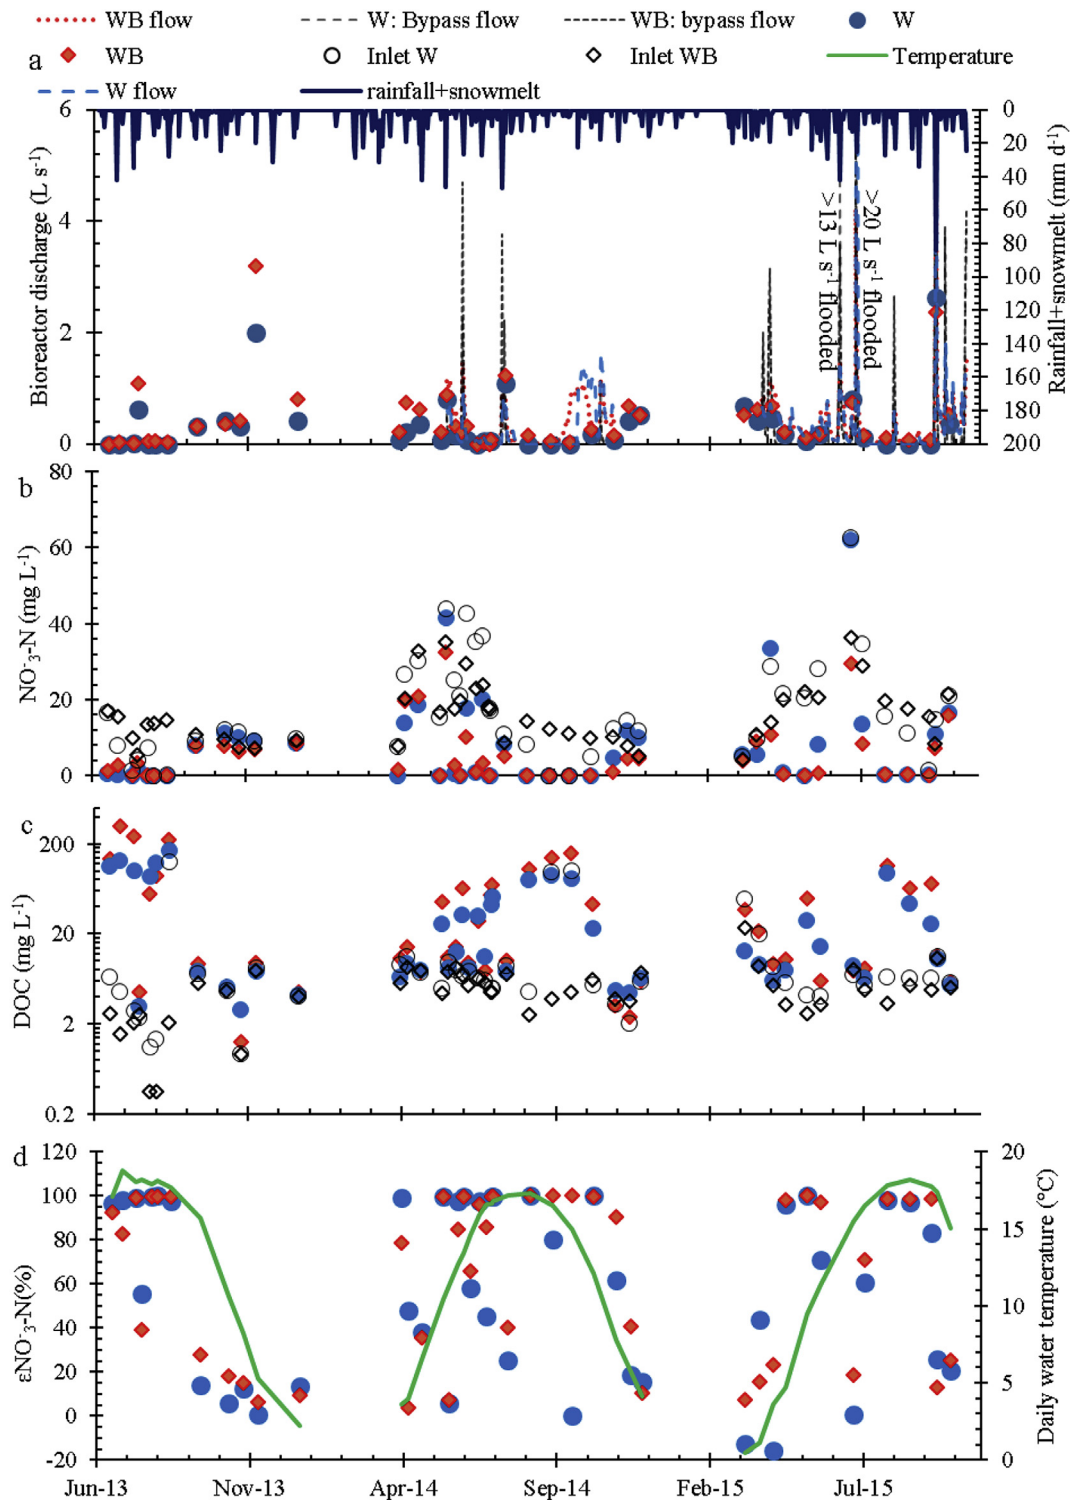 WB flow W: Bypass flow WB: bypass flow W
WB Inlet W Inlet WB Temperature
W flow rainfall+snowmelt
a
6
4
2
0
Bioreactor discharge (L s-1)
>13 L s-1 flooded
>20 L s-1 flooded
0
20
40
60
80
100
120
140
160
180
200
Rainfall+snowmelt (mm d-1)
b
80
60
40
20
0
NO-3-N (mg L-1)
c
200
20
2
0.2
DOC (mg L-1)
d
120
100
80
60
40
20
0
-20
εNO-3-N(%)
20
15
10
5
0
Daily water temperature (°C)
Jun-13 Nov-13 Apr-14 Sep-14 Feb-15 Jul-15